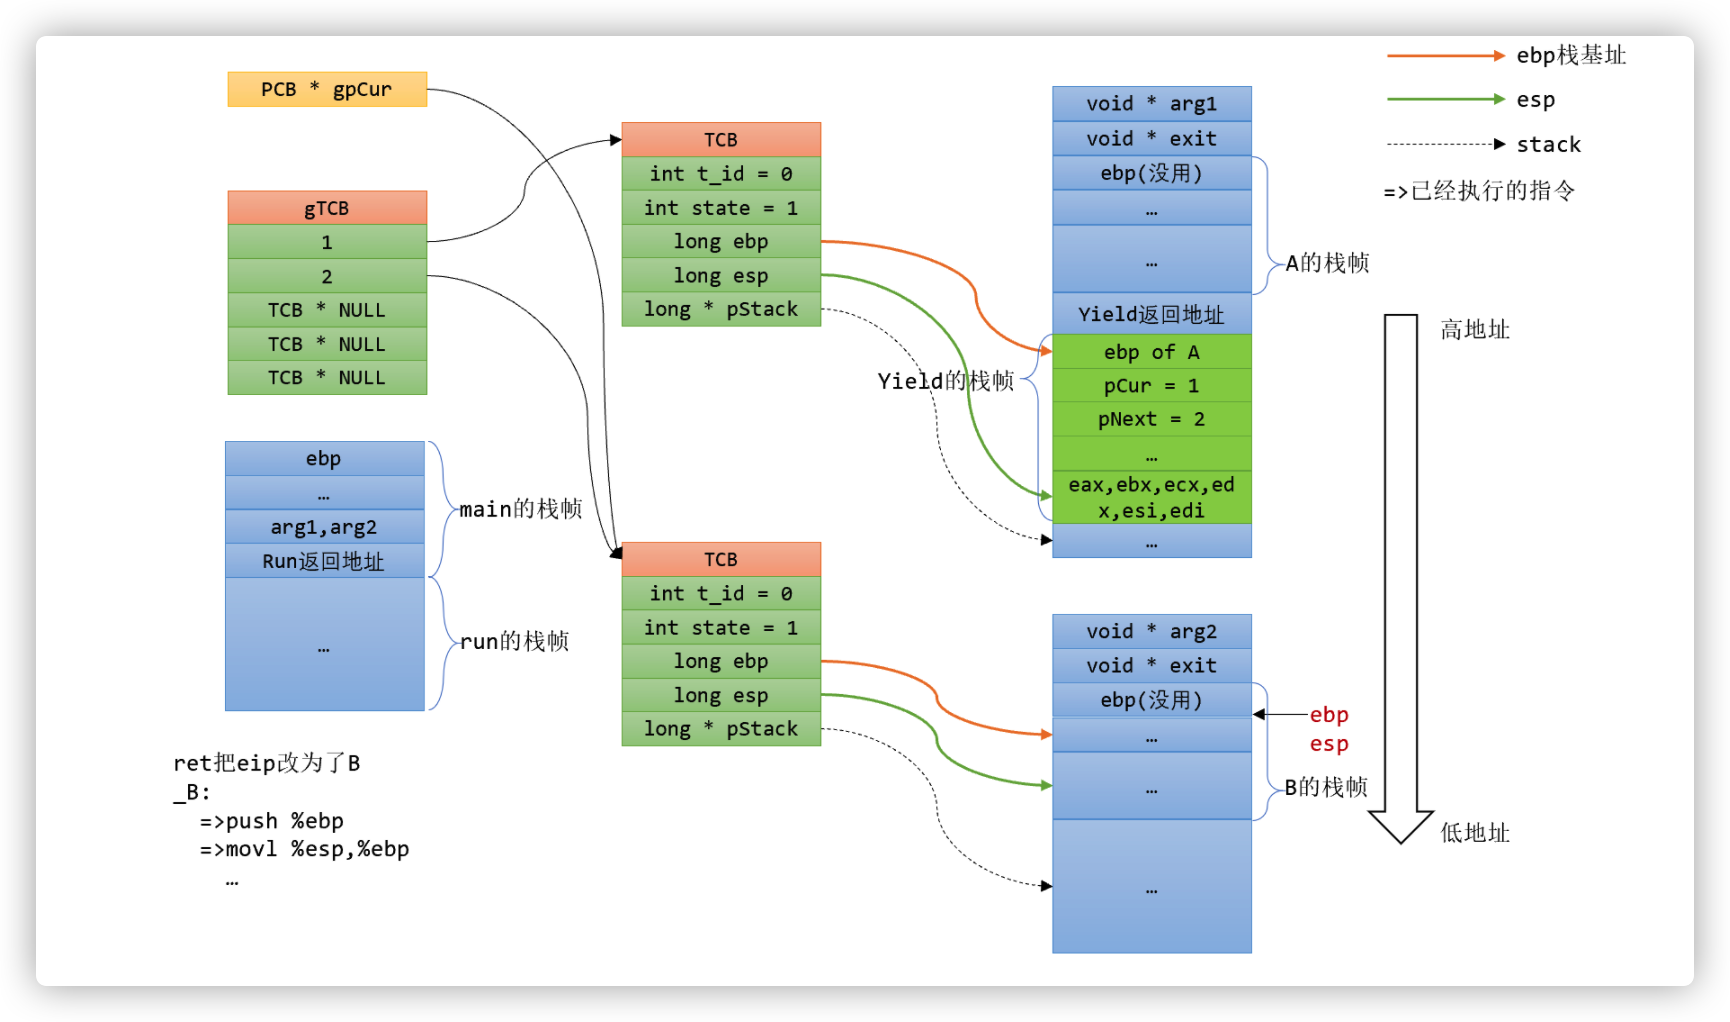 PCB * gpCur
gTCB
1
2
TCB * NULL
TCB * NULL
TCB * NULL
ebp
…
arg1,arg2
Run返回地址
…
main的栈帧
run的栈帧
ret把eip改为了B
_B:
=>push %ebp
=>movl %esp,%ebp
…
TCB
int t_id = 0
int state = 1
long ebp
long esp
long * pStack
TCB
int t_id = 0
int state = 1
long ebp
long esp
long * pStack
void * arg1
void * exit
ebp(没用)
…
…
Yield返回地址
ebp of A
pCur = 1
pNext = 2
…
eax,ebx,ecx,ed
x,esi,edi
…
A的栈帧
Yield的栈帧
void * arg2
void * exit
ebp(没用)
…
…
…
ebp
esp
B的栈帧
ebp栈基址
esp
stack
=>已经执行的指令
高地址
低地址